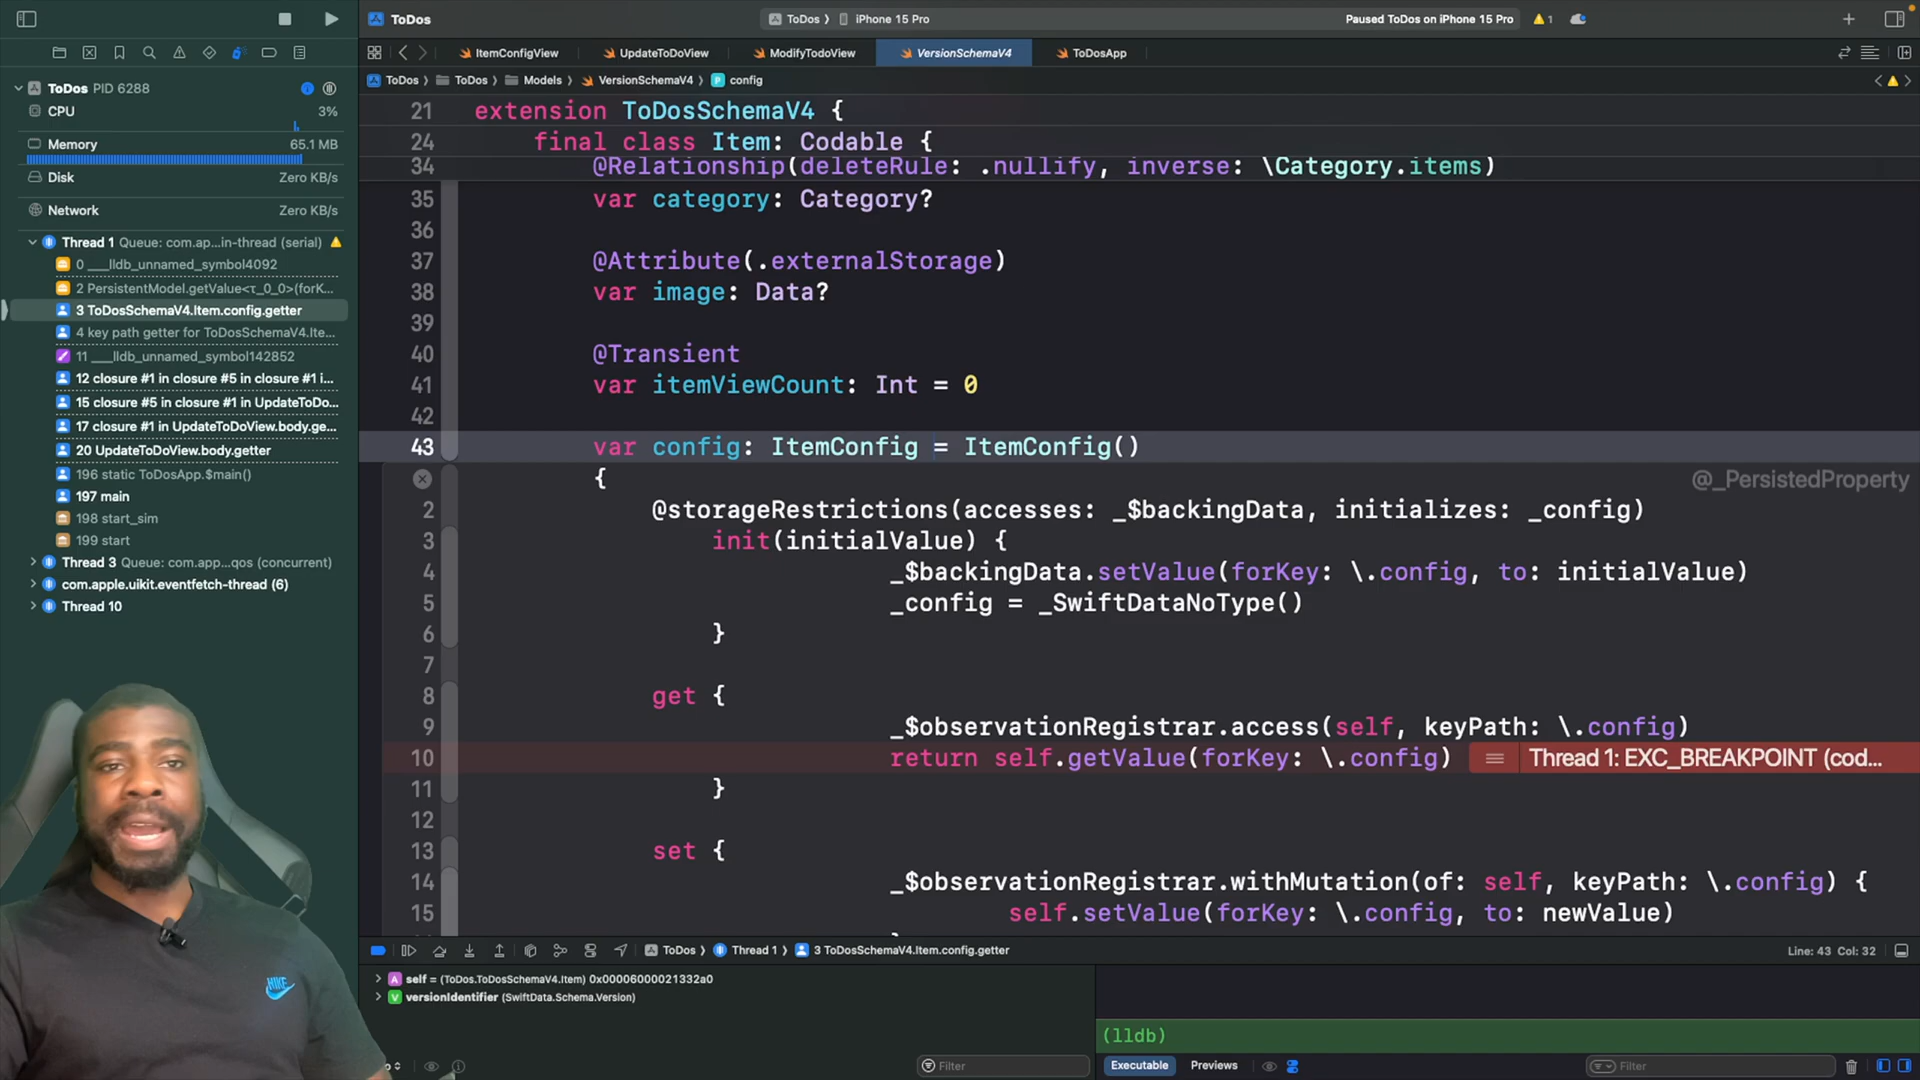 ToDos
ToDos
iPhone 15 Pro
Paused ToDos on iPhone 15 Pro
1
ItemConfigView
UpdateToDoView
ModifyTodoView
VersionSchemaV4
ToDosApp
ToDos
ToDos
Models
VersionSchemaV4
config
ToDos PID 6288
CPU 3%
Memory 65.1 MB
Disk Zero KB/s
Network Zero KB/s
Thread 1 Queue: com.ap...in-thread (serial)
0 ___lldb_unnamed_symbol4092
2 PersistentModel.getValue<τ_0_0>(forK...
3 ToDosSchemaV4.Item.config.getter
4 key path getter for ToDosSchemaV4.Ite...
11 ___lldb_unnamed_symbol142852
12 closure #1 in closure #5 in closure #1 i...
15 closure #5 in closure #1 in UpdateToDo...
17 closure #1 in UpdateToDoView.body.ge...
20 UpdateToDoView.body.getter
196 static ToDosApp.$main()
197 main
198 start_sim
199 start
Thread 3 Queue: com.app...qos (concurrent)
com.apple.uikit.eventfetch-thread (6)
Thread 10
21 extension ToDosSchemaV4 {
24 final class Item: Codable {
34 @Relationship(deleteRule: .nullify, inverse: \Category.items)
35 var category: Category?
36
37 @Attribute(.externalStorage)
38 var image: Data?
39
40 @Transient
41 var itemViewCount: Int = 0
42
43 var config: ItemConfig = ItemConfig()
{
@_PersistedProperty
2 @storageRestrictions(accesses: _$backingData, initializes: _config)
3 init(initialValue) {
4 _$backingData.setValue(forKey: \.config, to: initialValue)
5 _config = _SwiftDataNoType()
6 }
7
8 get {
9 _$observationRegistrar.access(self, keyPath: \.config)
10 return self.getValue(forKey: \.config)
Thread 1: EXC_BREAKPOINT (cod...
11 }
12
13 set {
14 _$observationRegistrar.withMutation(of: self, keyPath: \.config) {
15 self.setValue(forKey: \.config, to: newValue)
ToDos
Thread 1
3 ToDosSchemaV4.Item.config.getter
Line: 43 Col: 32
self = (ToDos.ToDosSchemaV4.Item) 0x00006000021332a0
versionIdentifier (SwiftData.Schema.Version)
(lldb)
Filter
Executable
Previews
Filter
NIKE